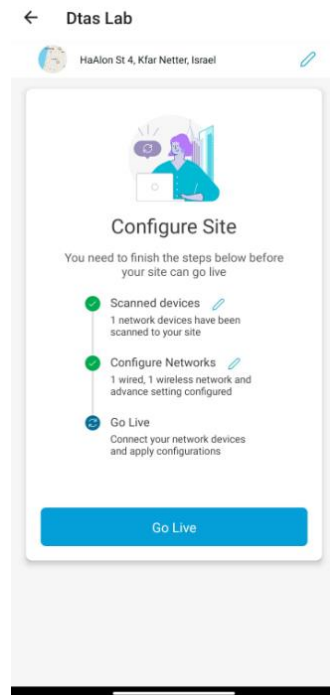 Dtas Lab
HaAlon St 4, Kfar Netter, Israel
Configure Site
You need to finish the steps below before
your site can go live
Scanned devices
1 network devices have been
scanned to your site
Configure Networks
1 wired, 1 wireless network and
advance setting configured
Go Live
Connect your network devices
and apply configurations
Go Live